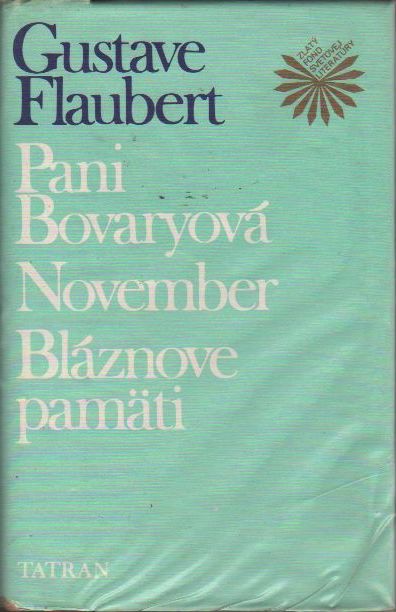 Gustave
Flaubert
ZLATÝ
FOND
SVETOVEJ
LITERATÚRY
Pani
Bovaryová
November
Bláznove
pamäti
TATRAN